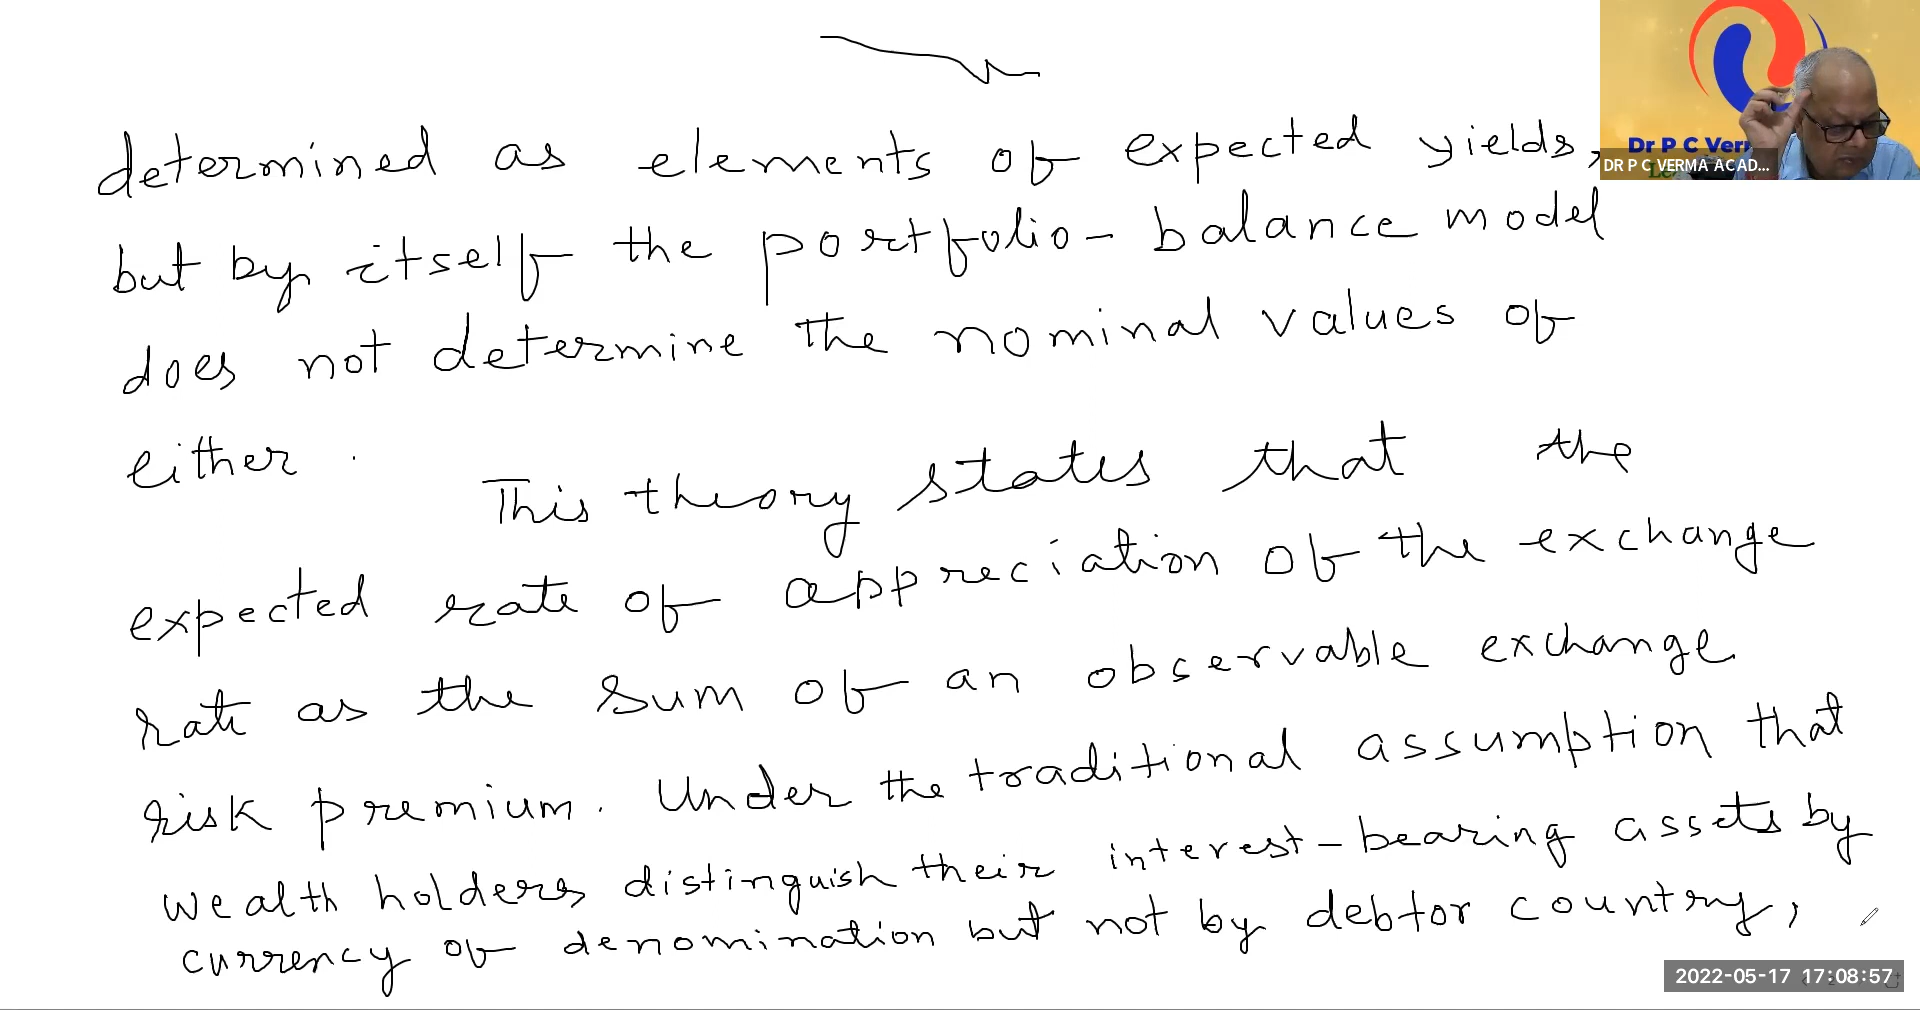 determined as elements of expected yields,
but by itself the portfolio - balance model
does not determine the nominal values of
either.
This theory states that the
expected rate of appreciation of the exchange
rate as the sum of an observable exchange
risk premium. Under the traditional assumption that
wealth holders distinguish their interest - bearing assets by
currency of denomination but not by debtor country,
Dr P C Ver
DR P C VERMA ACAD...
2022-05-17 17:08:57